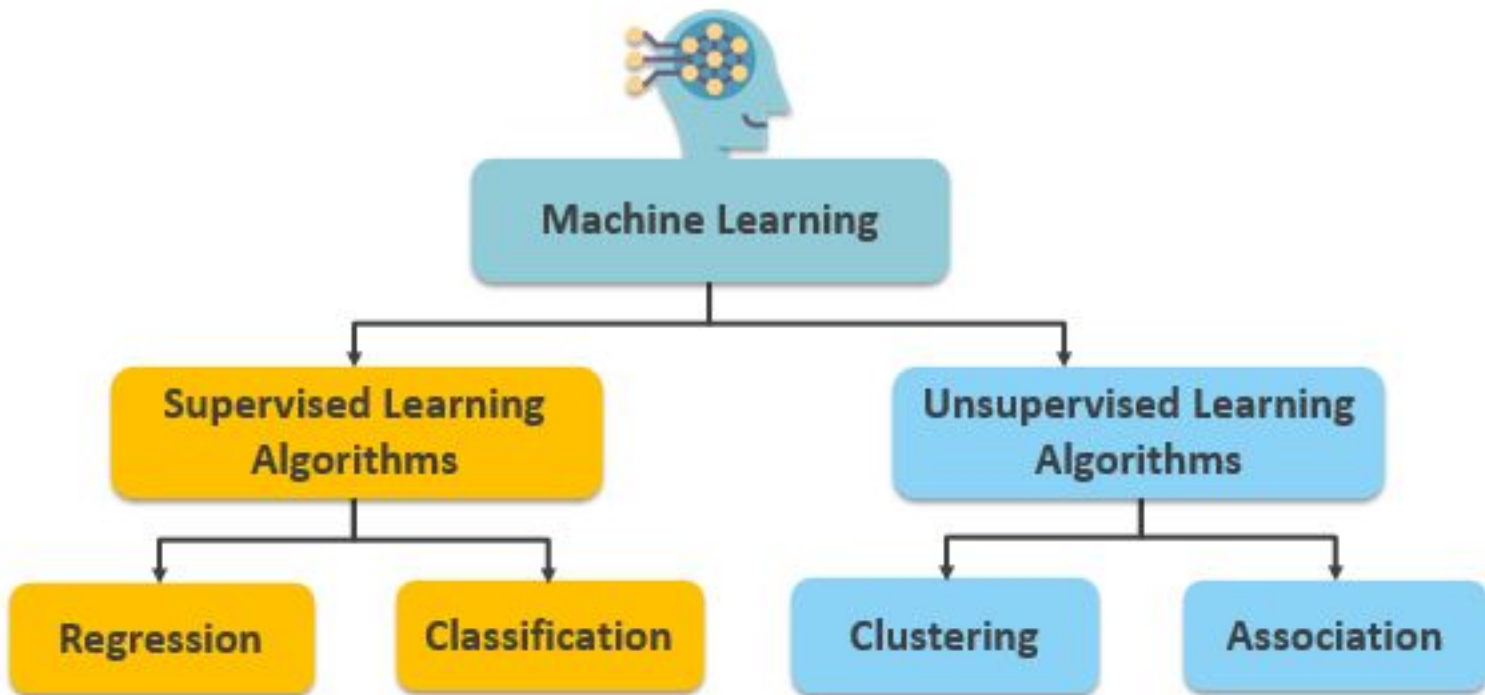 Machine Learning
Supervised Learning
Algorithms
Unsupervised Learning
Algorithms
Regression
Classification
Clustering
Association